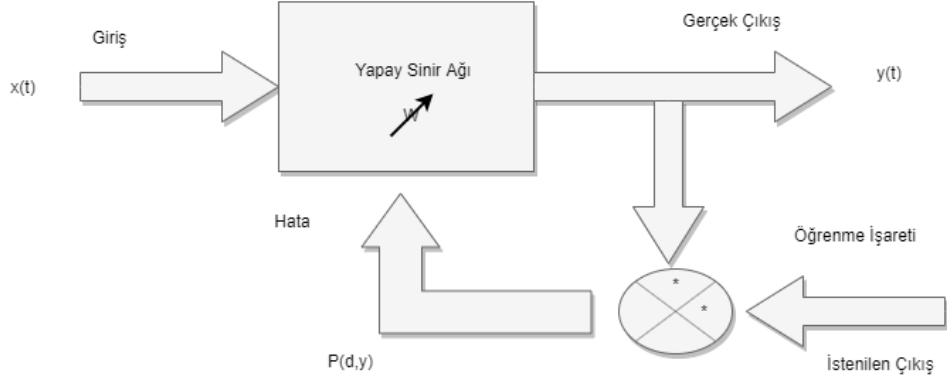 Giriş
x(t)
Yapay Sinir Ağı
W
Gerçek Çıkış
y(t)
Hata
P(d,y)
*
*
Öğrenme İşareti
İstenilen Çıkış